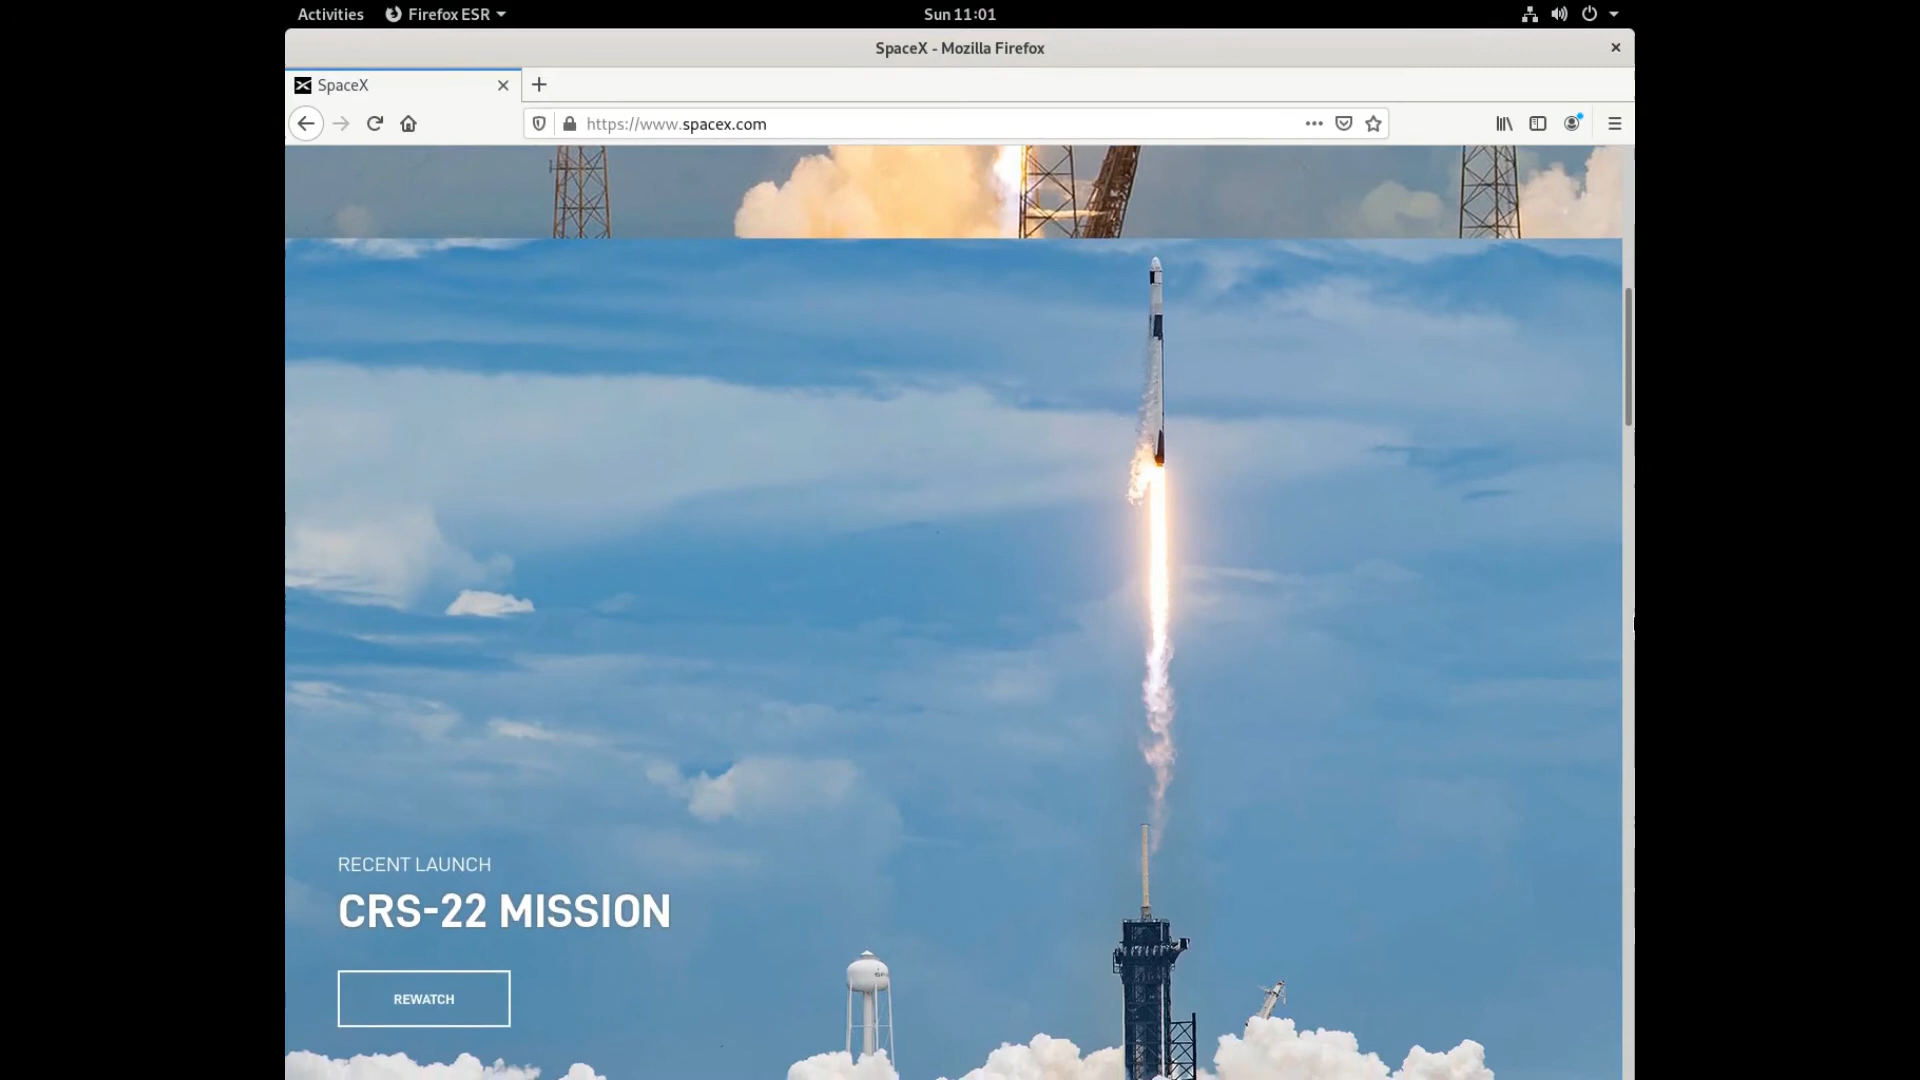 Activities
Firefox ESR
Sun 11:01
SpaceX - Mozilla Firefox
SpaceX
https://www.spacex.com
RECENT LAUNCH
CRS-22 MISSION
REWATCH